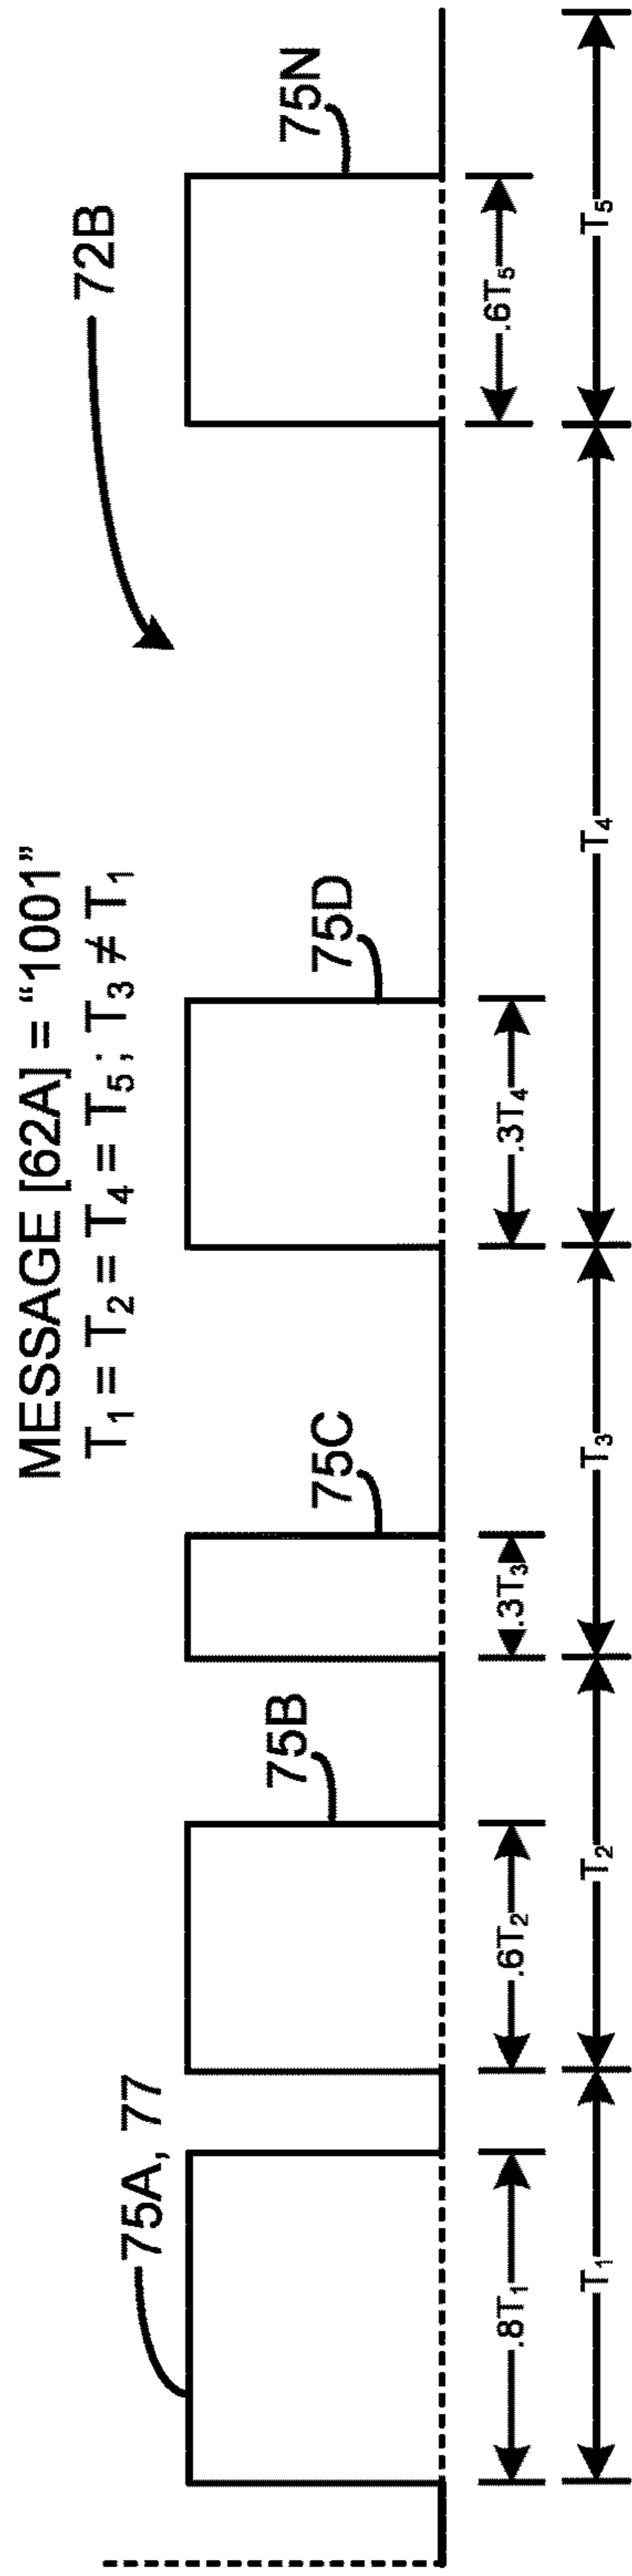 MESSAGE [62A] = “1001”
T₁ = T₂ = T₄ = T₅; T₃ ≠ T₁
72B
75A, 77
75B
75C
75D
75N
.8T₁
.6T₂
.3T₃
.3T₄
.6T₅
T₁
T₂
T₃
T₄
T₅